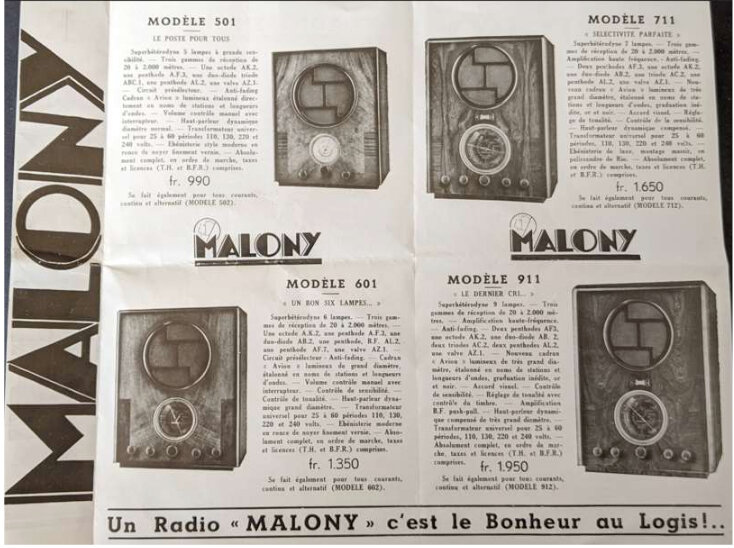 MALONY
MODÈLE 501
LE POSTE POUR TOUS
Superhétérodyne 5 lampes à grande sen-
sibilité. — Trois gammes de réception de
20 à 2.000 mètres. — Une octode AK.2,
une penthode A.F.3, une duo-diode triode
ABC.1, une penthode AL.2, une valve AZ.1.
— Circuit présélecteur. — Anti-fading
Cadran « Avion » lumineux étalonné direc-
tement en noms de stations et longueurs
d'ondes. — Volume contrôle manuel avec
interrupteur. — Haut-parleur dynamique
diamètre normal. — Transformateur univer-
sel pour 25 à 60 périodes 110, 130, 220 et
240 volts. — Ebénisterie style moderne en
ronce de noyer finement vernie. — Absolu-
ment complet, en ordre de marche, taxes
et licences (T.H. et B.F.R.) comprises.
fr. 990
Se fait également pour tous courants,
continu et alternatif (MODELE 502).
MODÈLE 711
« SELECTIVITE PARFAITE »
Superhétérodyne 7 lampes. — Trois gam-
mes de réception de 20 à 2.000 mètres. —
Amplification haute fréquence. - Anti-fading.
— Deux penthodes AF.3, une octode AK.2,
une duo-diode AB.2, une triode AC.2, une
penthode AL.2, une valve AZ.1. — Nou-
veau cadran « Avion » lumineux de très
grand diamètre, étalonné en noms de sta-
tions et longueurs d'ondes, graduation iné-
dite, or et noir. — Accord visuel. — Régla-
ge de tonalité. — Contrôle de la sensibilité.
— Haut-parleur dynamique compensé. —
Transformateur universel pour 25 à 60
périodes, 110, 130, 220 et 240 volts. —
Ebénisterie de luxe, montage massif, en
palissandre de Rio. — Absolument complet,
en ordre de marche, taxes et licences (T.H.
et B.F.R.) comprises.
fr. 1.650
Se fait également pour tous courants,
continu et alternatif (MODELE 712).
MALONY
MALONY
MODÈLE 601
« UN BON SIX LAMPES... »
Superhétérodyne 6 lampes. — Trois gam-
mes de réception de 20 à 2.000 mètres. —
Une octode A.K.2, une penthode A.F.3, une
duo-diode AB.2, une penthode B.F. AL.2,
une penthode AF.7, une valve AZ.1. —
Circuit présélecteur - Anti-fading. — Cadran
« Avion » lumineux de grand diamètre,
étalonné en noms de stations et longueurs
d'ondes. — Volume contrôle manuel avec
interrupteur. — Contrôle de sensibilité. —
Contrôle de tonalité. — Haut-parleur dyna-
mique grand diamètre. — Transformateur
universel pour 25 à 60 périodes 110, 130,
220 et 240 volts. — Ebénisterie moderne
en ronce de noyer finement vernie. — Abso-
lument complet, en ordre de marche, taxes
et licences (T.H. et B.F.R.) comprises.
fr. 1.350
Se fait également pour tous courants,
continu et alternatif (MODELE 602).
MODÈLE 911
« LE DERNIER CRI... »
Superhétérodyne 9 lampes. — Trois
gammes de réception de 20 à 2.000 mè-
tres. — Amplification haute-fréquence.
- Anti-fading. — Deux penthodes AF3,
une octode AK.2, une duo-diode AB. 2,
deux triodes AC.2, deux penthodes AL.2,
une valve AZ.1. — Nouveau cadran
« Avion » lumineux de très grand dia-
mètre, étalonné en noms de stations et
longueurs d'ondes, graduation inédite, or
et noir. — Accord visuel. — Contrôle
de sensibilité. — Réglage de tonalité avec
contrôle du timbre. — Amplification
B.F. push-pull. — Haut-parleur dynami-
que compensé de très grand diamètre. —
Transformateur universel pour 25 à 60
périodes, 110, 130, 220 et 240 volts. —
Absolument complet, en ordre de mar-
che, taxes et licences (T.H. et B.F.R.)
comprises.
fr. 1.950
Se fait également pour tous courants,
continu et alternatif (MODELE 912).
Un Radio « MALONY » c'est le Bonheur au Logis!..